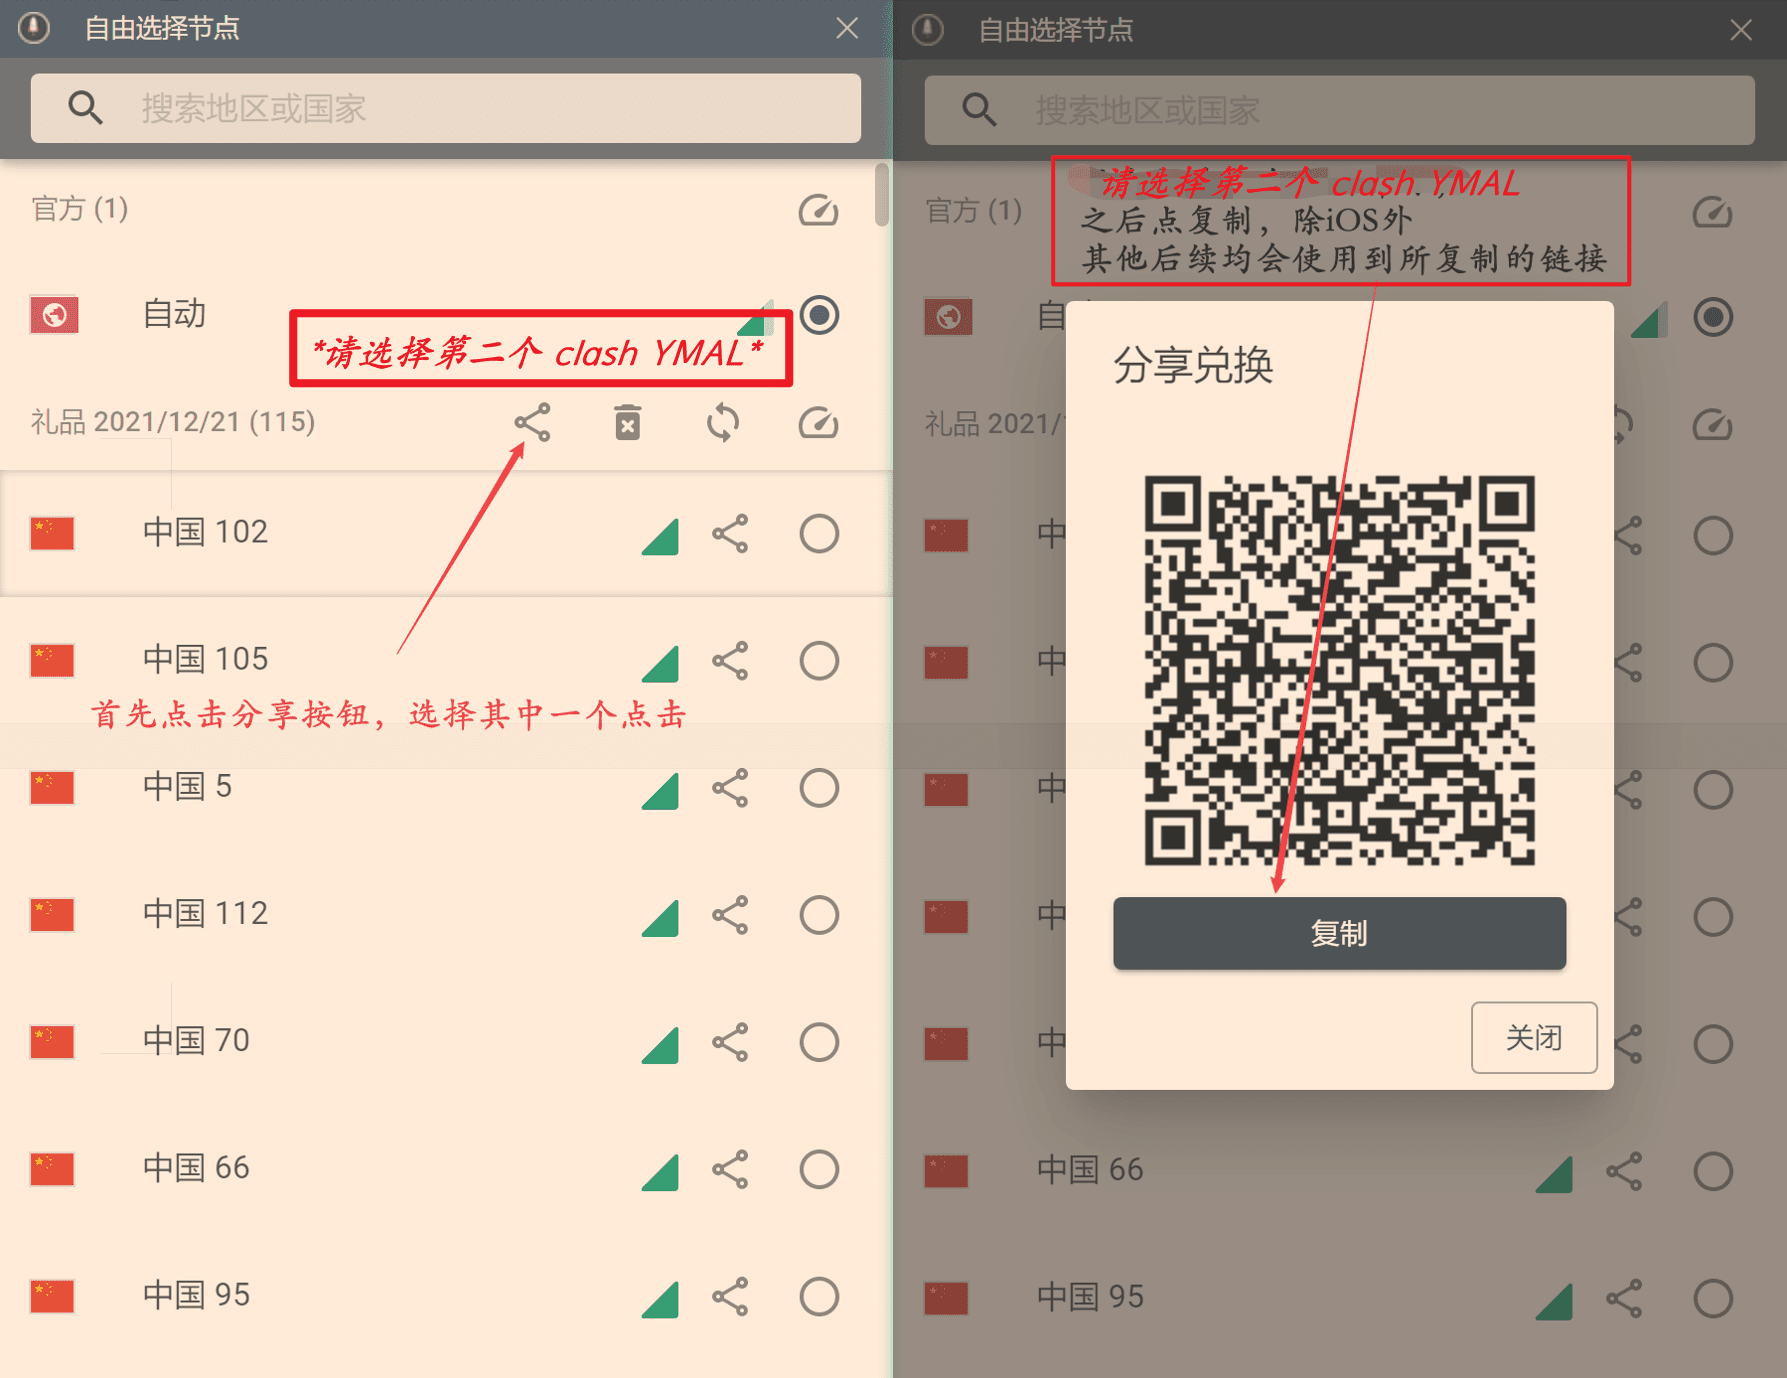 自由选择节点
搜索地区或国家
官方 (1)
自动
*请选择第二个 clash YMAL*
礼品 2021/12/21 (115)
中国 102
中国 105
首先点击分享按钮，选择其中一个点击
中国 5
中国 112
中国 70
中国 66
中国 95
自由选择节点
搜索地区或国家
请选择第二个 clash YMAL
官方 (1)
之后点复制，除iOS外
其他后续均会使用到所复制的链接
自
分享兑换
礼品 2021/
中
中
中
中
复制
中
关闭
中国 66
中国 95